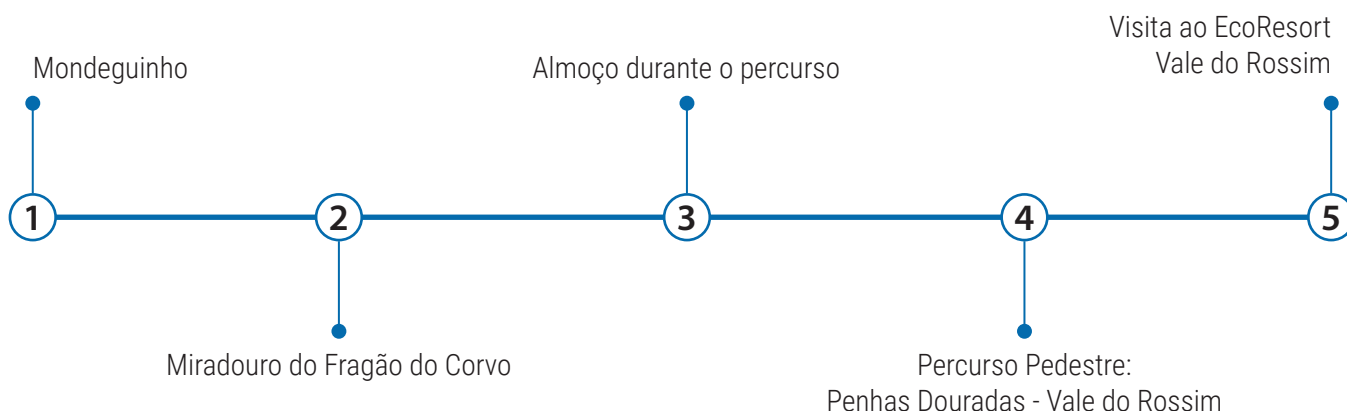 Visita ao EcoResort
Vale do Rossim
Mondeguinho
Almoço durante o percurso
1
2
3
4
5
Miradouro do Fragão do Corvo
Percurso Pedestre:
Penhas Douradas - Vale do Rossim